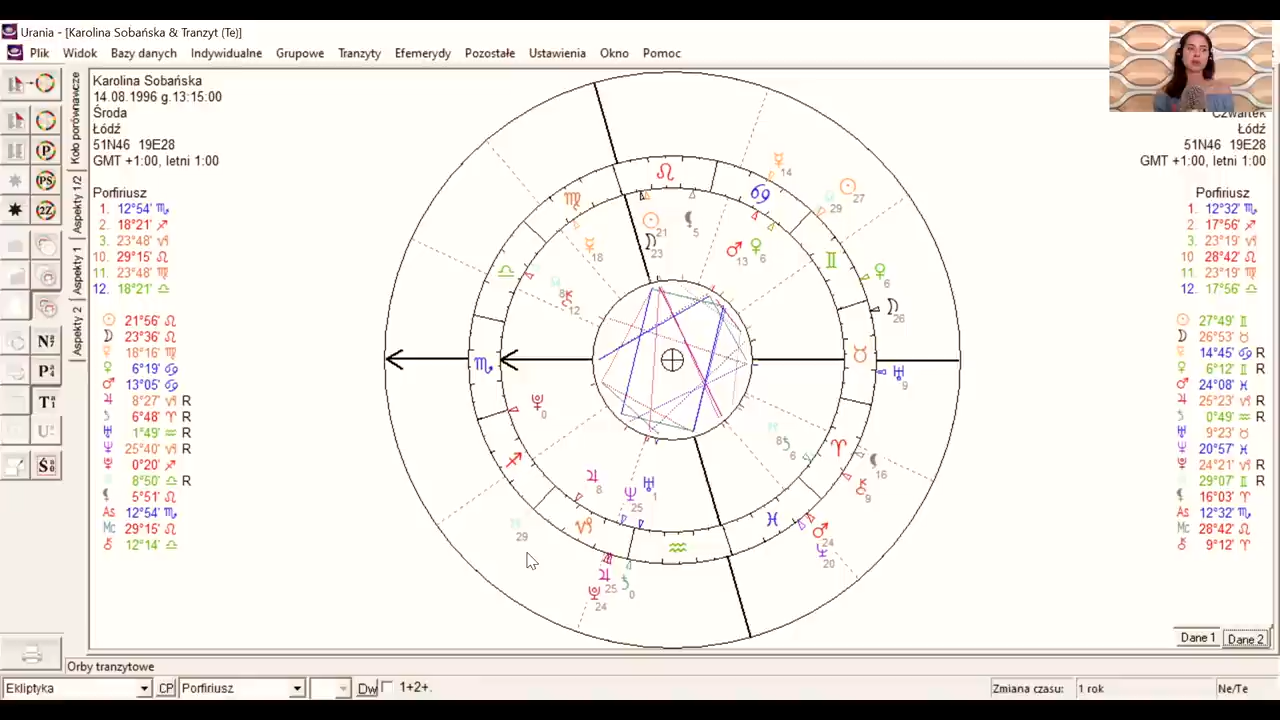 Urania - [Karolina Sobańska & Tranzyt (Te)]
Plik Widok Bazy danych Indywidualne Grupowe Tranzyty Efemerydy Pozostałe Ustawienia Okno Pomoc
Koło porównawcze
Aspekty 1/2
Aspekty 1
Aspekty 2
Karolina Sobańska
14.08.1996 g.13:15:00
Środa
Łódź
51N46 19E28
GMT +1:00, letni 1:00
Porfiriusz
1. 12°54' ♏
2. 18°21' ♐
3. 23°48' ♑
10. 29°15' ♌
11. 23°48' ♍
12. 18°21' ♎
☉ 21°56' ♌
☽ 23°36' ♌
☿ 18°16' ♍
♀ 6°19' ♋
♂ 13°05' ♋
♃ 8°27' ♑ R
♄ 6°48' ♈ R
♅ 1°49' ♒ R
♆ 25°40' ♑ R
♇ 0°20' ♐
☊ 8°50' ♎ R
⚸ 5°51' ♌
As 12°54' ♏
Mc 29°15' ♌
⚷ 12°14' ♎
Czwartek
Łódź
51N46 19E28
GMT +1:00, letni 1:00
Porfiriusz
1. 12°32' ♏
2. 17°56' ♐
3. 23°19' ♑
10. 28°42' ♌
11. 23°19' ♍
12. 17°56' ♎
☉ 27°49' ♊
☽ 26°53' ♉
☿ 14°45' ♋ R
♀ 6°12' ♊ R
♂ 24°08' ♓
♃ 25°23' ♑ R
♄ 0°49' ♒ R
♅ 9°23' ♉
♆ 20°57' ♓
♇ 24°21' ♑ R
☊ 29°07' ♊ R
⚸ 16°03' ♈
As 12°32' ♏
Mc 28°42' ♌
⚷ 9°12' ♈
Dane 1 Dane 2
Orby tranzytowe
Ekliptyka CP Porfiriusz Dw 1+2+. Zmiana czasu: 1 rok Ne/Te